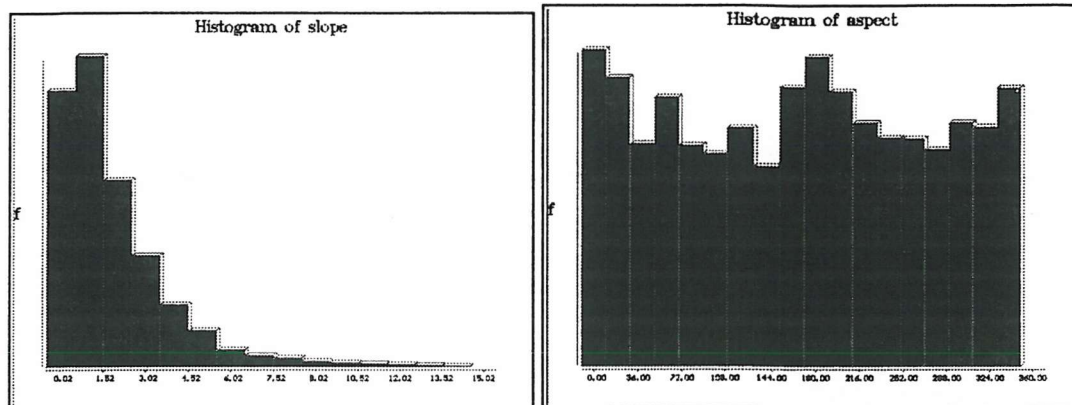 Histogram of slope
f
0.02 1.52 3.02 4.52 6.02 7.52 9.02 10.52 12.02 13.52 15.02
Histogram of aspect
f
0.00 36.00 72.00 108.00 144.00 180.00 216.00 252.00 288.00 324.00 360.00